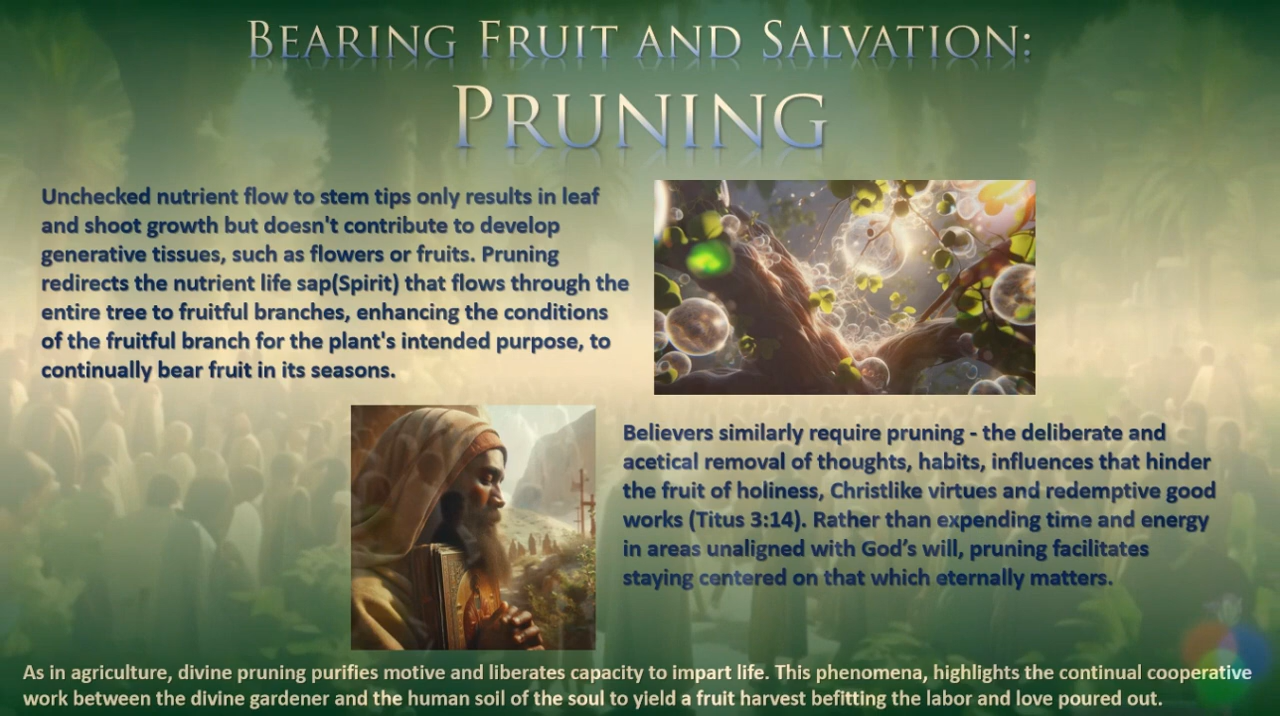 Bearing Fruit and Salvation:
Pruning
Unchecked nutrient flow to stem tips only results in leaf
and shoot growth but doesn't contribute to develop
generative tissues, such as flowers or fruits. Pruning
redirects the nutrient life sap(Spirit) that flows through the
entire tree to fruitful branches, enhancing the conditions
of the fruitful branch for the plant's intended purpose, to
continually bear fruit in its seasons.
Believers similarly require pruning - the deliberate and
acetical removal of thoughts, habits, influences that hinder
the fruit of holiness, Christlike virtues and redemptive good
works (Titus 3:14). Rather than expending time and energy
in areas unaligned with God’s will, pruning facilitates
staying centered on that which eternally matters.
As in agriculture, divine pruning purifies motive and liberates capacity to impart life. This phenomena, highlights the continual cooperative
work between the divine gardener and the human soil of the soul to yield a fruit harvest befitting the labor and love poured out.